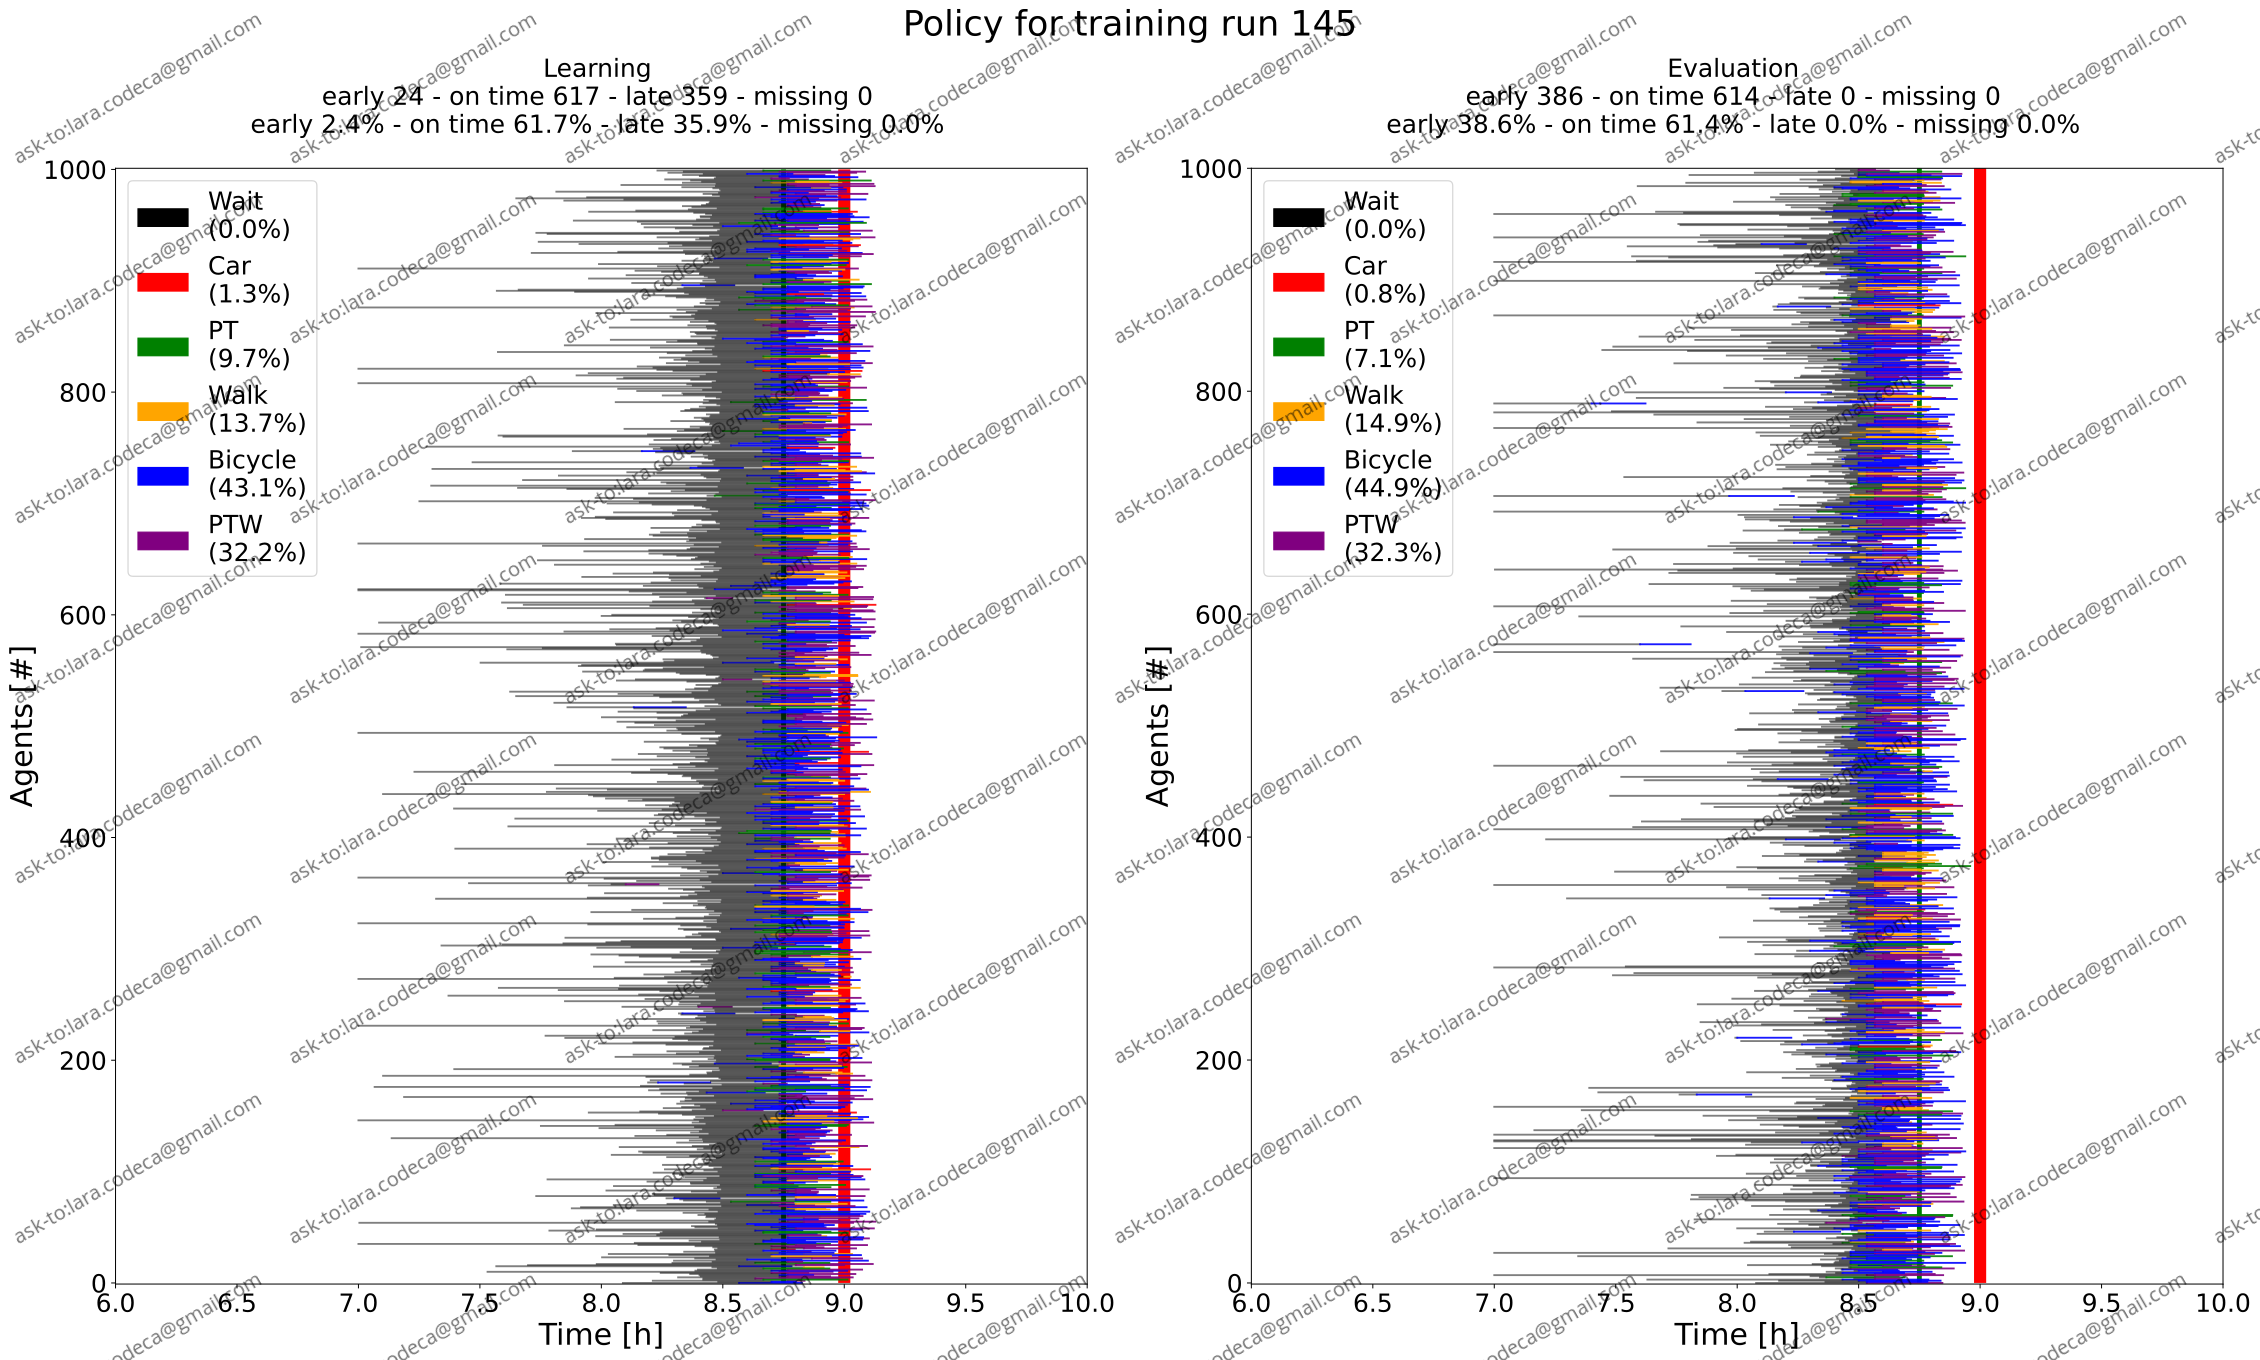 Policy for training run 145
Learning
early 24 - on time 617 - late 359 - missing 0
early 2.4% - on time 61.7% - late 35.9% - missing 0.0%
1000
800
600
400
200
0
Agents [#]
Wait
(0.0%)
Car
(1.3%)
PT
(9.7%)
Walk
(13.7%)
Bicycle
(43.1%)
PTW
(32.2%)
6.0 6.5 7.0 7.5 8.0 8.5 9.0 9.5 10.0
Time [h]
Evaluation
early 386 - on time 614 - late 0 - missing 0
early 38.6% - on time 61.4% - late 0.0% - missing 0.0%
1000
800
600
400
200
0
Agents [#]
Wait
(0.0%)
Car
(0.8%)
PT
(7.1%)
Walk
(14.9%)
Bicycle
(44.9%)
PTW
(32.3%)
6.0 6.5 7.0 7.5 8.0 8.5 9.0 9.5 10.0
Time [h]
ask-to:lara.codeca@gmail.com